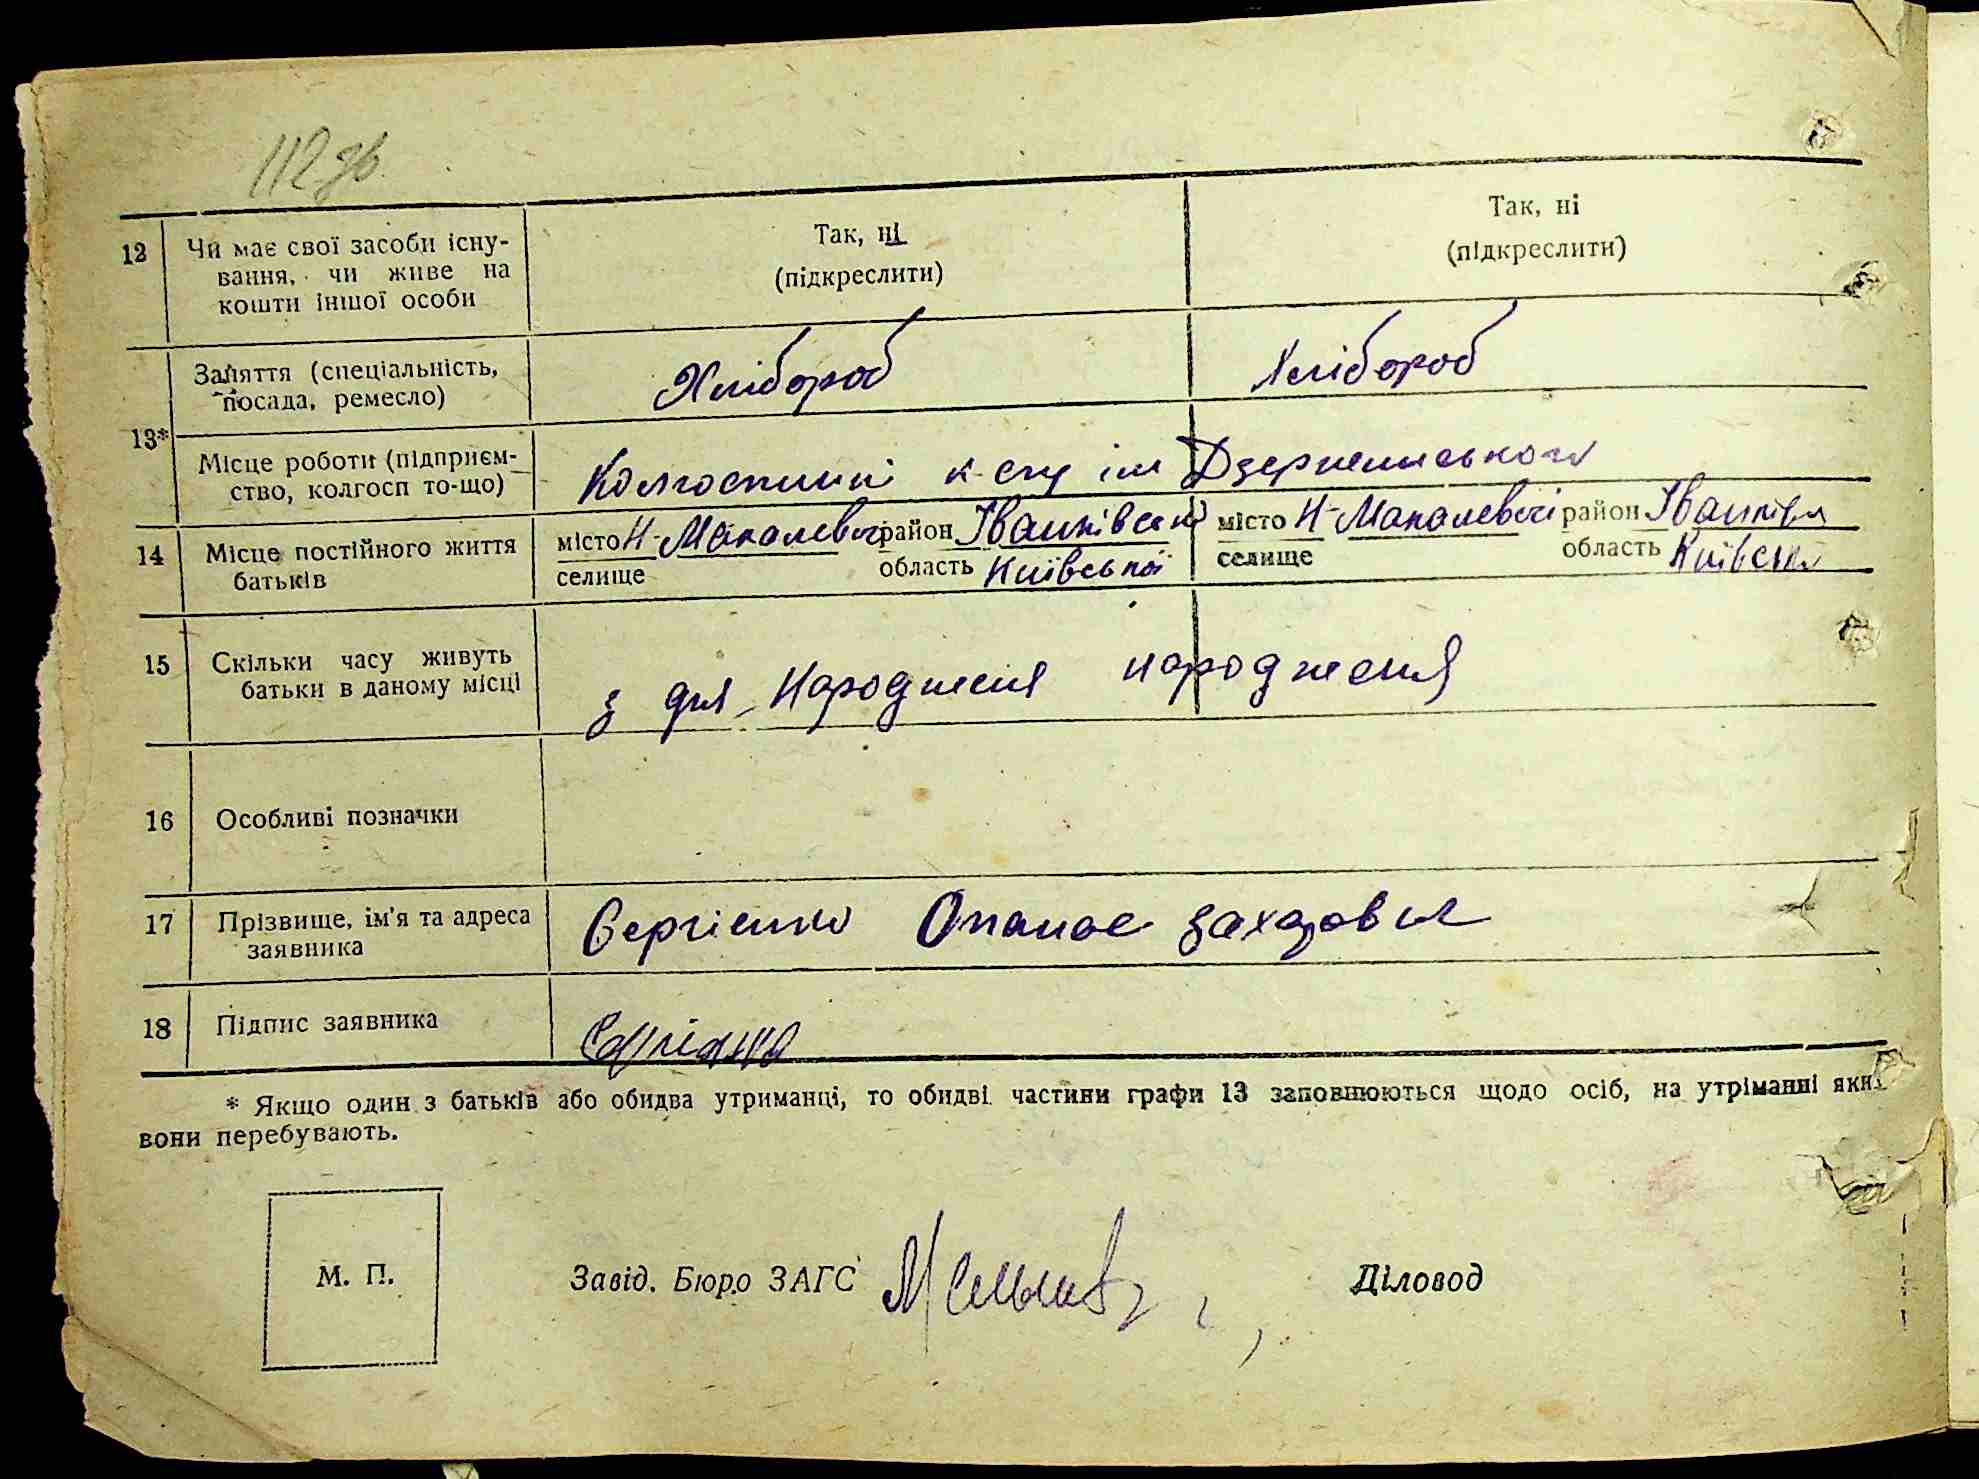 112 зв.
12 Чи має свої засоби існу- Так, ні Так, ні
вання, чи живе на (підкреслити) (підкреслити)
кошти іншої особи
13* Заняття (спеціальність, Хлібороб Хлібороб
посада, ремесло)
Місце роботи (підприєм- Колгоспники к-спу ім Дзержинського
ство, колгосп то-що)
14 Місце постійного життя місто Н-Макалевичі район Іванківськ місто Н-Макалевичі район Іванків
батьків селище область Київської селище область Київськ
15 Скільки часу живуть з дня народження народження
батьки в даному місці
16 Особливі позначки
17 Прізвище, ім'я та адреса Сергієнко Опанас Захарович
заявника
18 Підпис заявника Сергієнко
* Якщо один з батьків або обидва утриманці, то обидві частини графи 13 заповнюються щодо осіб, на утріманні яких
вони перебувають.
М. П. Завід. Бюро ЗАГС Діловод